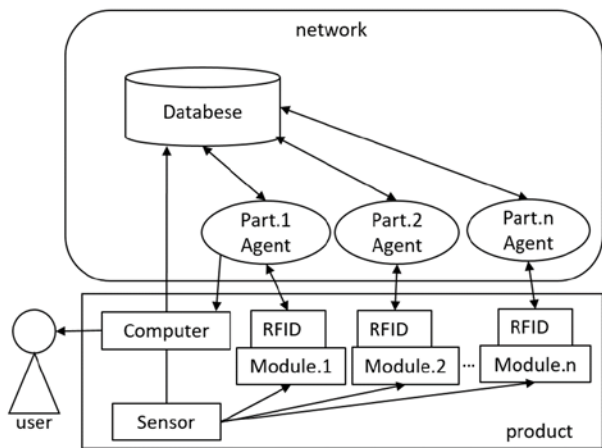 network
Databese
Part.1
Agent
Part.2
Agent
Part.n
Agent
Computer
RFID
RFID
RFID
Module.1
Module.2
...
Module.n
user
Sensor
product